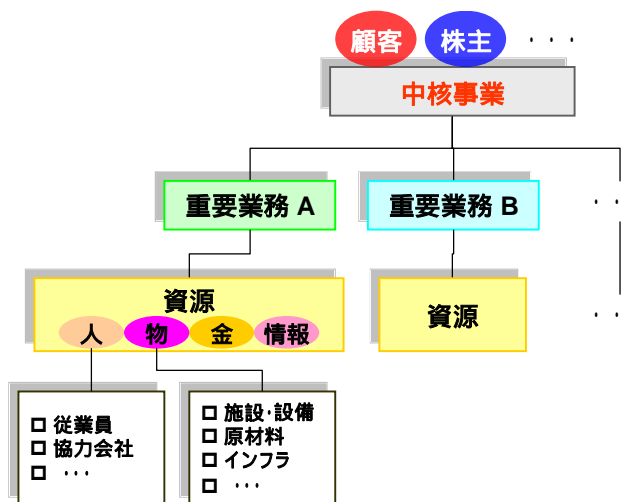 顧客 株主 ・・・
中核事業
重要業務 A 重要業務 B ・・
資源
人 物 金 情報
資源 ・・
□ 従業員
□ 協力会社
□ ・・・
□ 施設・設備
□ 原材料
□ インフラ
□ ・・・